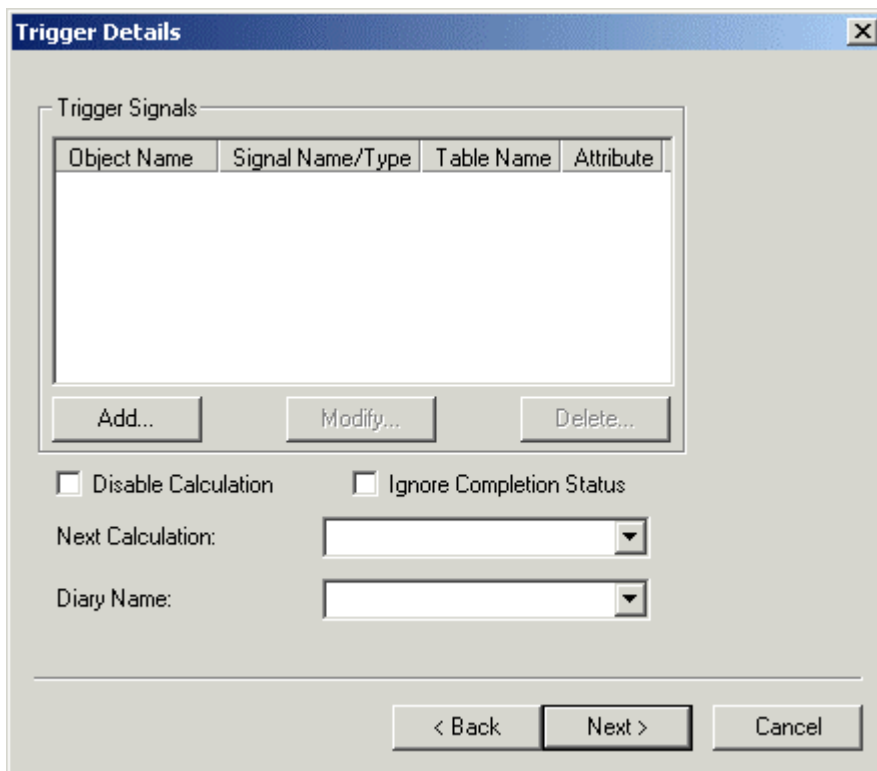 Trigger Details
Trigger Signals
Object Name Signal Name/Type Table Name Attribute
Add... Modify... Delete...
Disable Calculation Ignore Completion Status
Next Calculation:
Diary Name:
< Back Next > Cancel